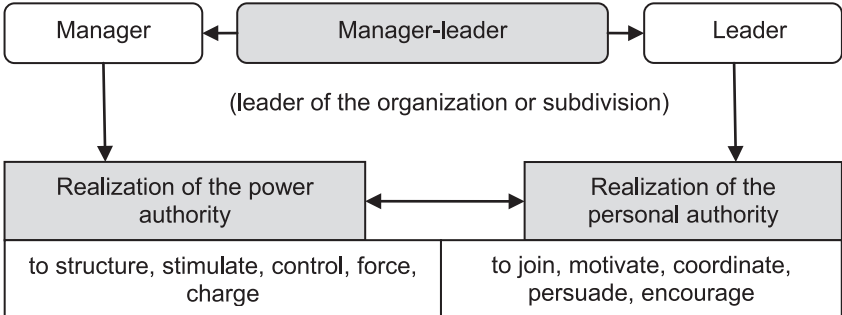 Manager
Manager-leader
Leader
(leader of the organization or subdivision)
Realization of the power
authority
Realization of the
personal authority
to structure, stimulate, control, force,
charge
to join, motivate, coordinate,
persuade, encourage